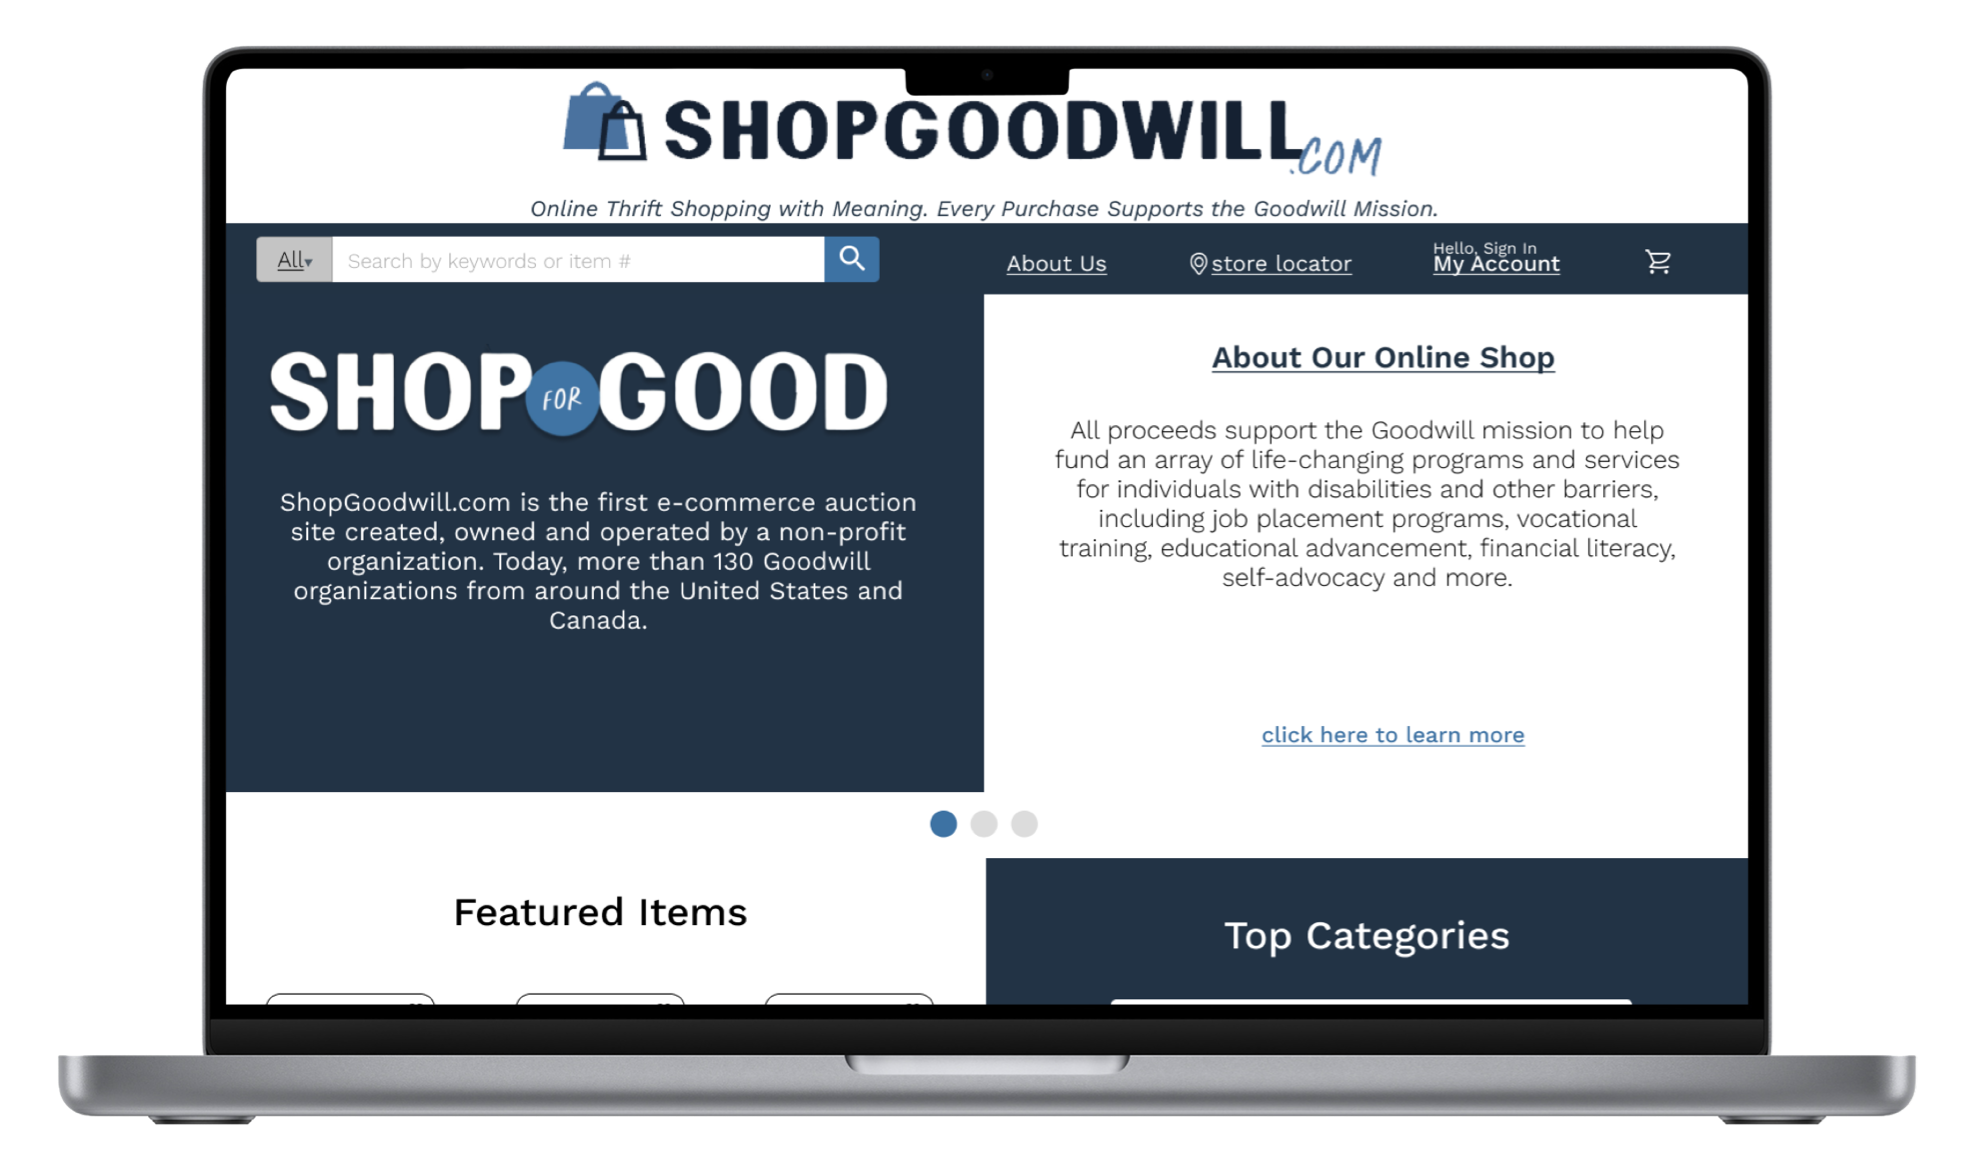 SHOPGOODWILL.COM
Online Thrift Shopping with Meaning. Every Purchase Supports the Goodwill Mission.
All
Search by keywords or item #
About Us
store locator
Hello, Sign In
My Account
SHOP FOR GOOD
ShopGoodwill.com is the first e-commerce auction
site created, owned and operated by a non-profit
organization. Today, more than 130 Goodwill
organizations from around the United States and
Canada.
About Our Online Shop
All proceeds support the Goodwill mission to help
fund an array of life-changing programs and services
for individuals with disabilities and other barriers,
including job placement programs, vocational
training, educational advancement, financial literacy,
self-advocacy and more.
click here to learn more
Featured Items
Top Categories